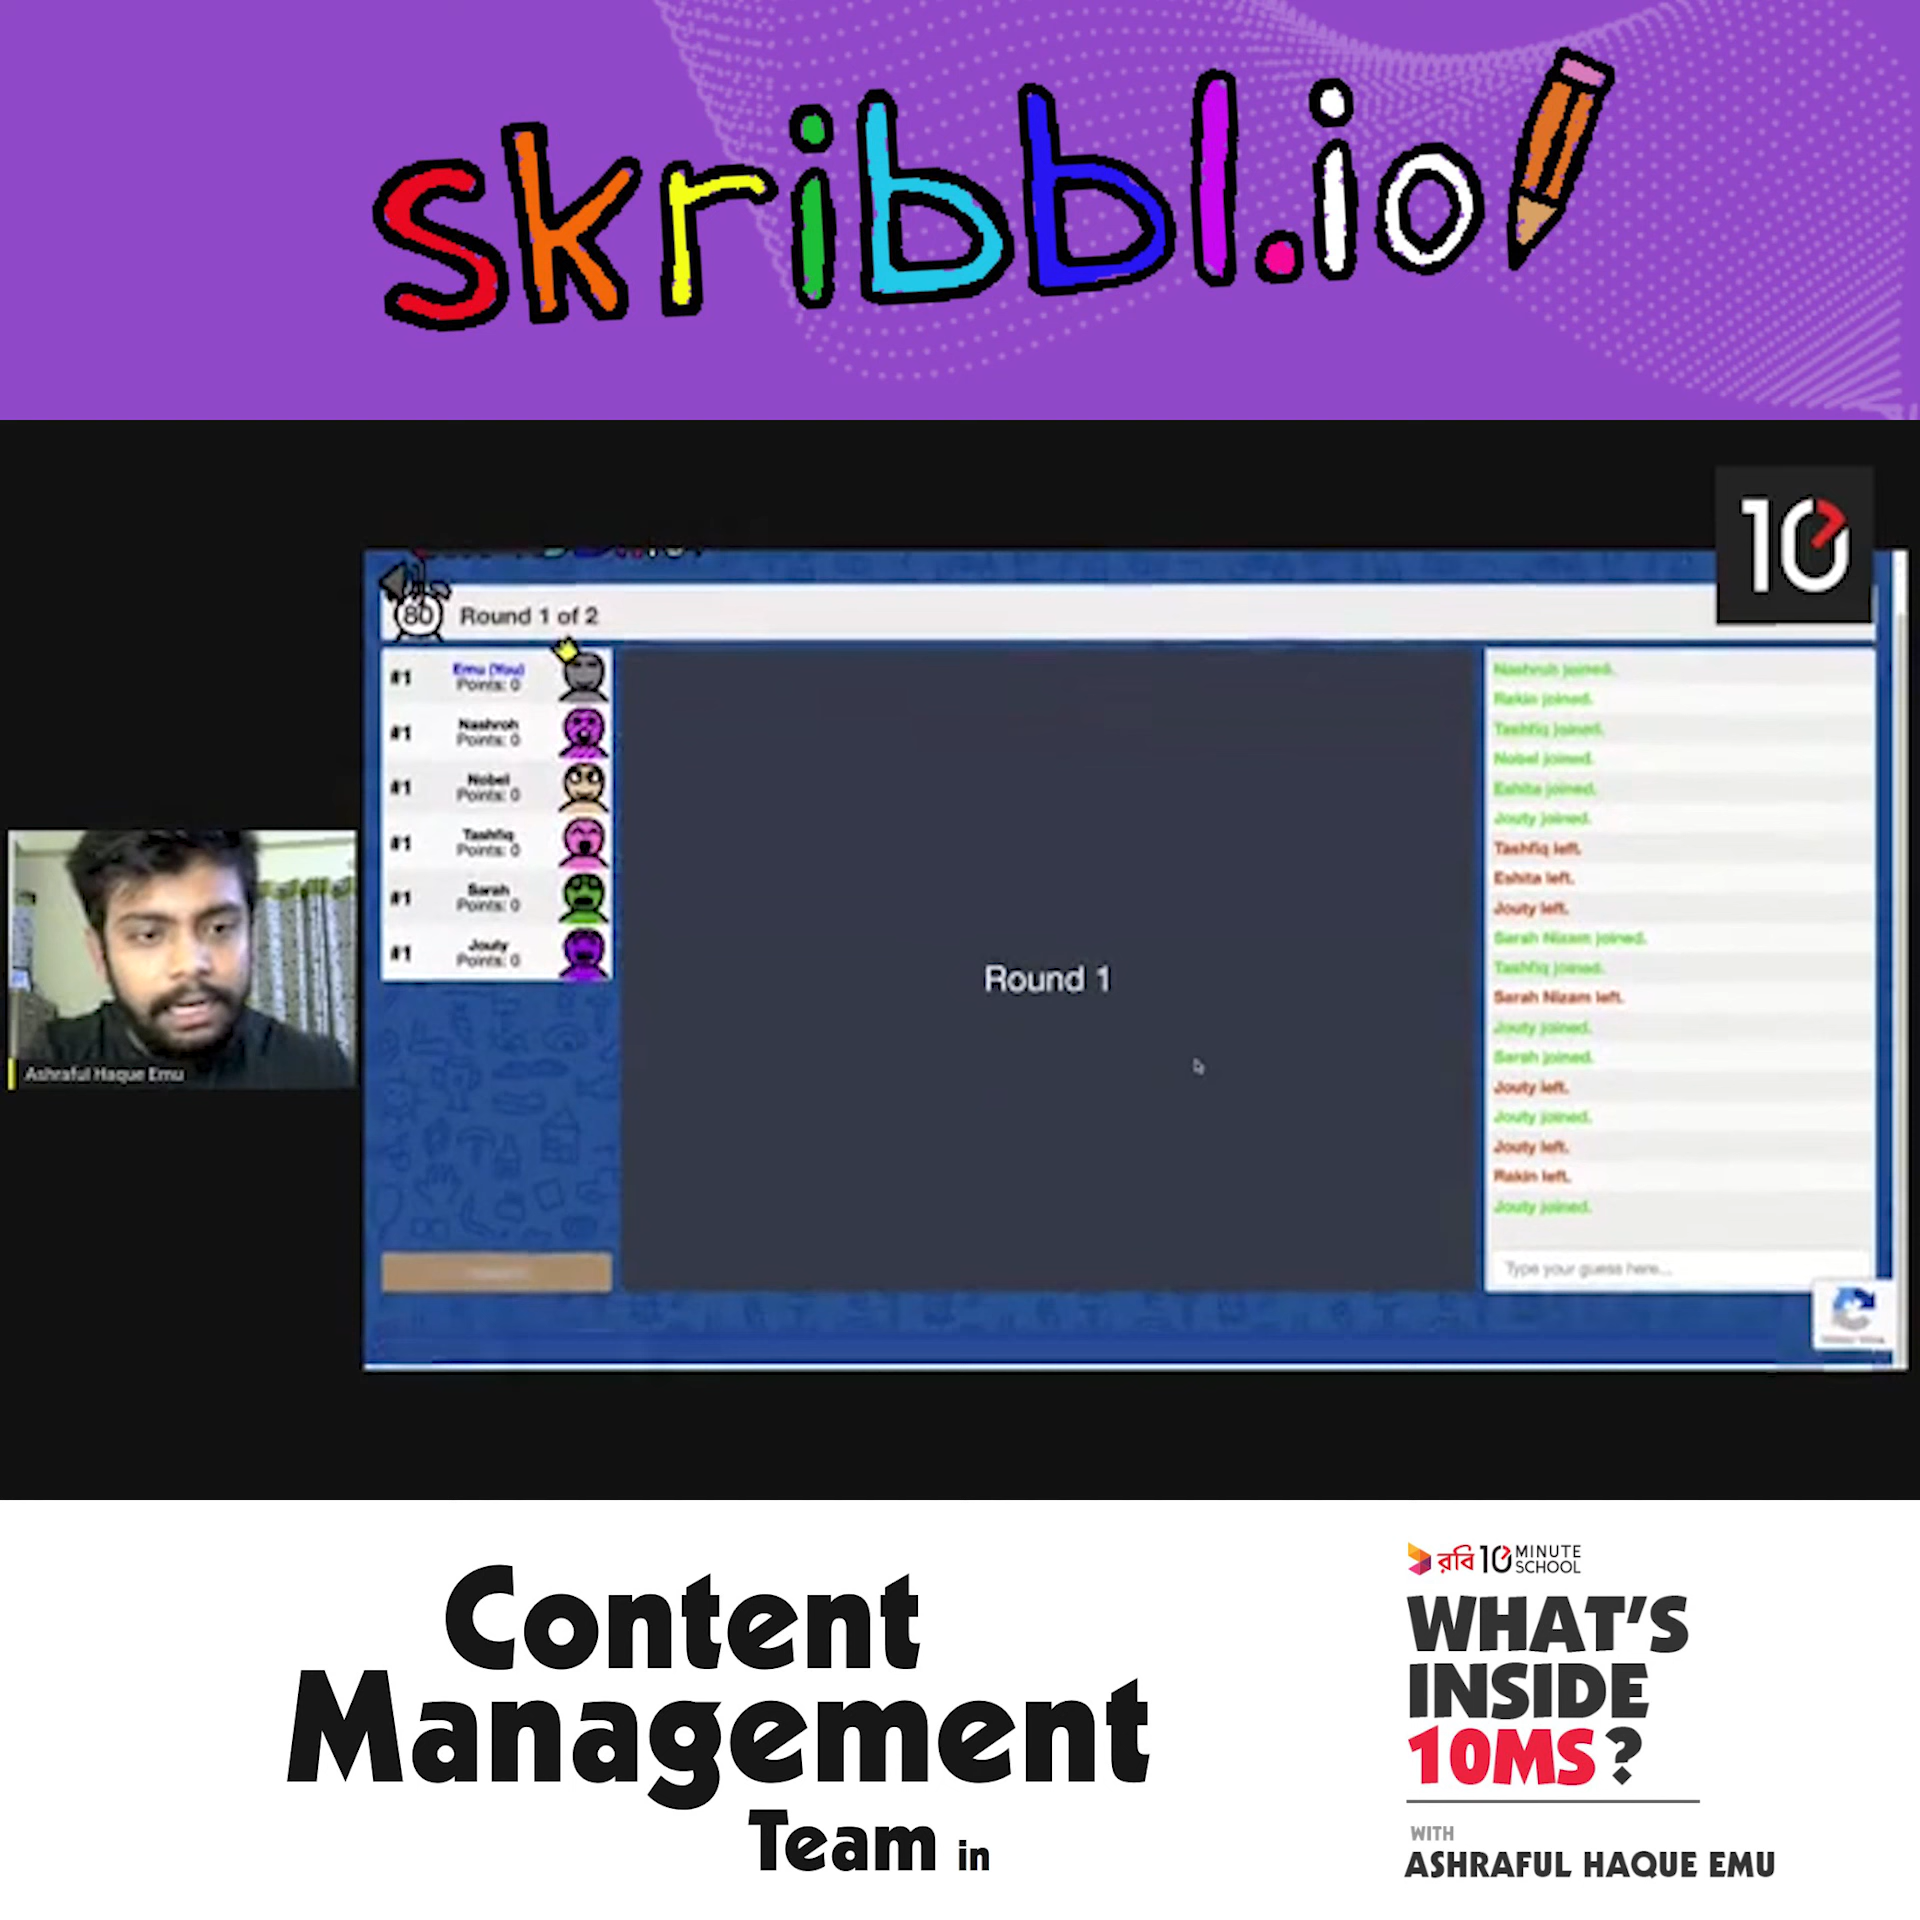 skribbl.io
10
80
Round 1 of 2
#1
Emu (You)
Points: 0
#1
Nashroh
Points: 0
#1
Nobel
Points: 0
#1
Tashfiq
Points: 0
#1
Sarah
Points: 0
#1
Jouty
Points: 0
Round 1
Nashroh joined.
Rakin joined.
Tashfiq joined.
Nobel joined.
Eshita joined.
Jouty joined.
Tashfiq left.
Eshita left.
Jouty left.
Sarah Nizam joined.
Tashfiq joined.
Sarah Nizam left.
Jouty joined.
Sarah joined.
Jouty left.
Jouty joined.
Jouty left.
Rakin left.
Jouty joined.
Type your guess here...
Ashraful Haque Emu
Content
Management
Team in
রবি 10 MINUTE
SCHOOL
WHAT'S
INSIDE
10MS?
WITH
ASHRAFUL HAQUE EMU